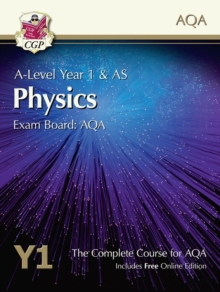 AQA
CGP
A-Level Year 1 & AS
Physics
Exam Board: AQA
Y1
The Complete Course for AQA
Includes Free Online Edition